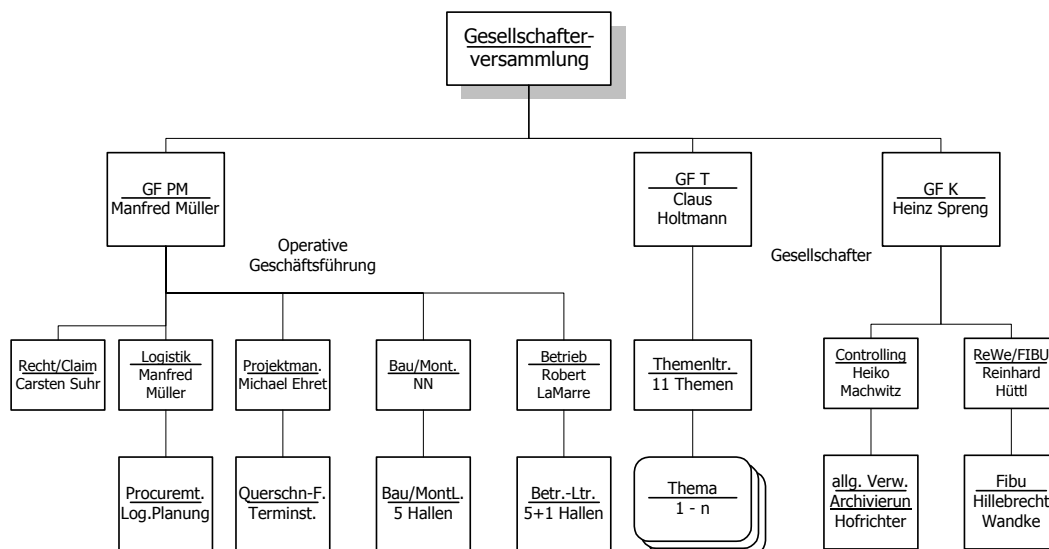 Gesellschafter-
versammlung
GF PM
Manfred Müller
GF T
Claus
Holtmann
GF K
Heinz Spreng
Operative
Geschäftsführung
Gesellschafter
Recht/Claim
Carsten Suhr
Logistik
Manfred
Müller
Projektman.
Michael Ehret
Bau/Mont.
NN
Betrieb
Robert
LaMarre
Themenltr.
11 Themen
Controlling
Heiko
Machwitz
ReWe/FIBU
Reinhard
Hüttl
Procuremt.
Log.Planung
Querschn-F.
Terminst.
Bau/MontL.
5 Hallen
Betr.-Ltr.
5+1 Hallen
Thema
1 - n
allg. Verw.
Archivierun
Hofrichter
Fibu
Hillebrecht
Wandke